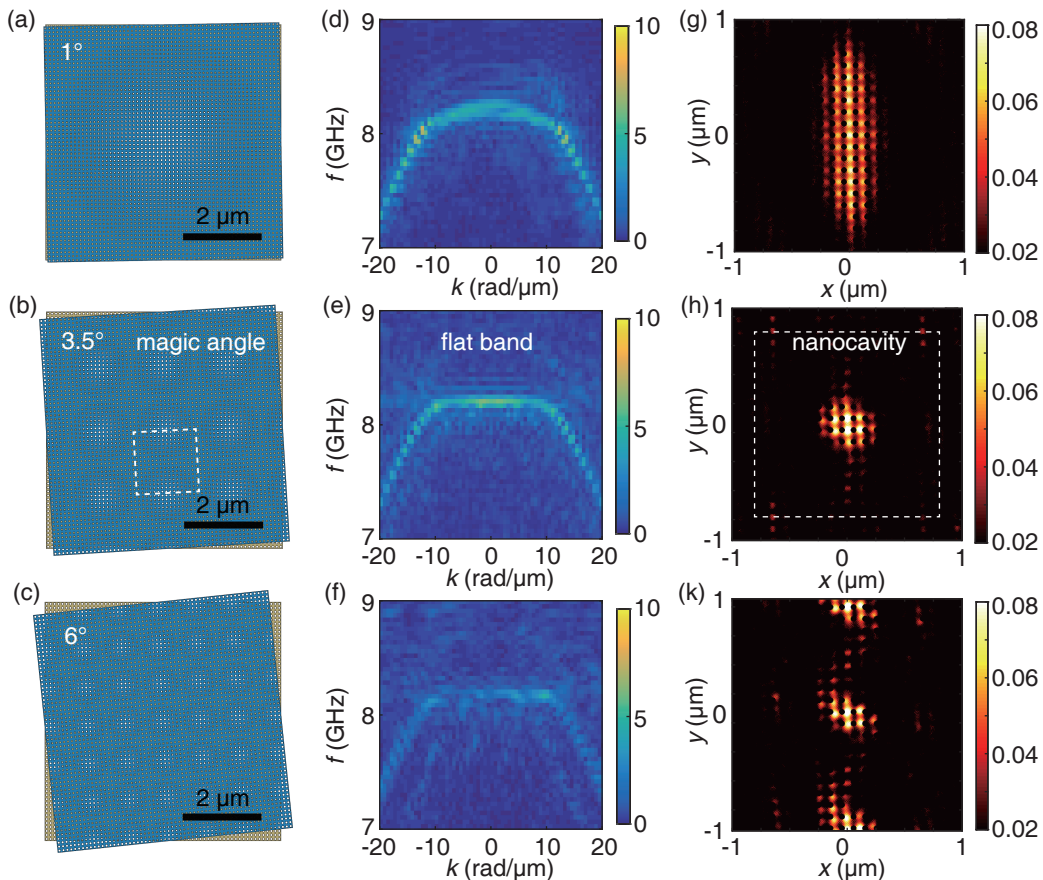 (a)
1°
2 µm
(d)
9
8
7
f (GHz)
-20 -10 0 10 20
k (rad/µm)
10
5
0
(g)
1
0
-1
y (µm)
-1 0 1
x (µm)
0.08
0.06
0.04
0.02
(b)
3.5° magic angle
2 µm
(e)
flat band
9
8
7
f (GHz)
-20 -10 0 10 20
k (rad/µm)
10
5
0
(h)
nanocavity
1
0
-1
y (µm)
-1 0 1
x (µm)
0.08
0.06
0.04
0.02
(c)
6°
2 µm
(f)
9
8
7
f (GHz)
-20 -10 0 10 20
k (rad/µm)
10
5
0
(k)
1
0
-1
y (µm)
-1 0 1
x (µm)
0.08
0.06
0.04
0.02